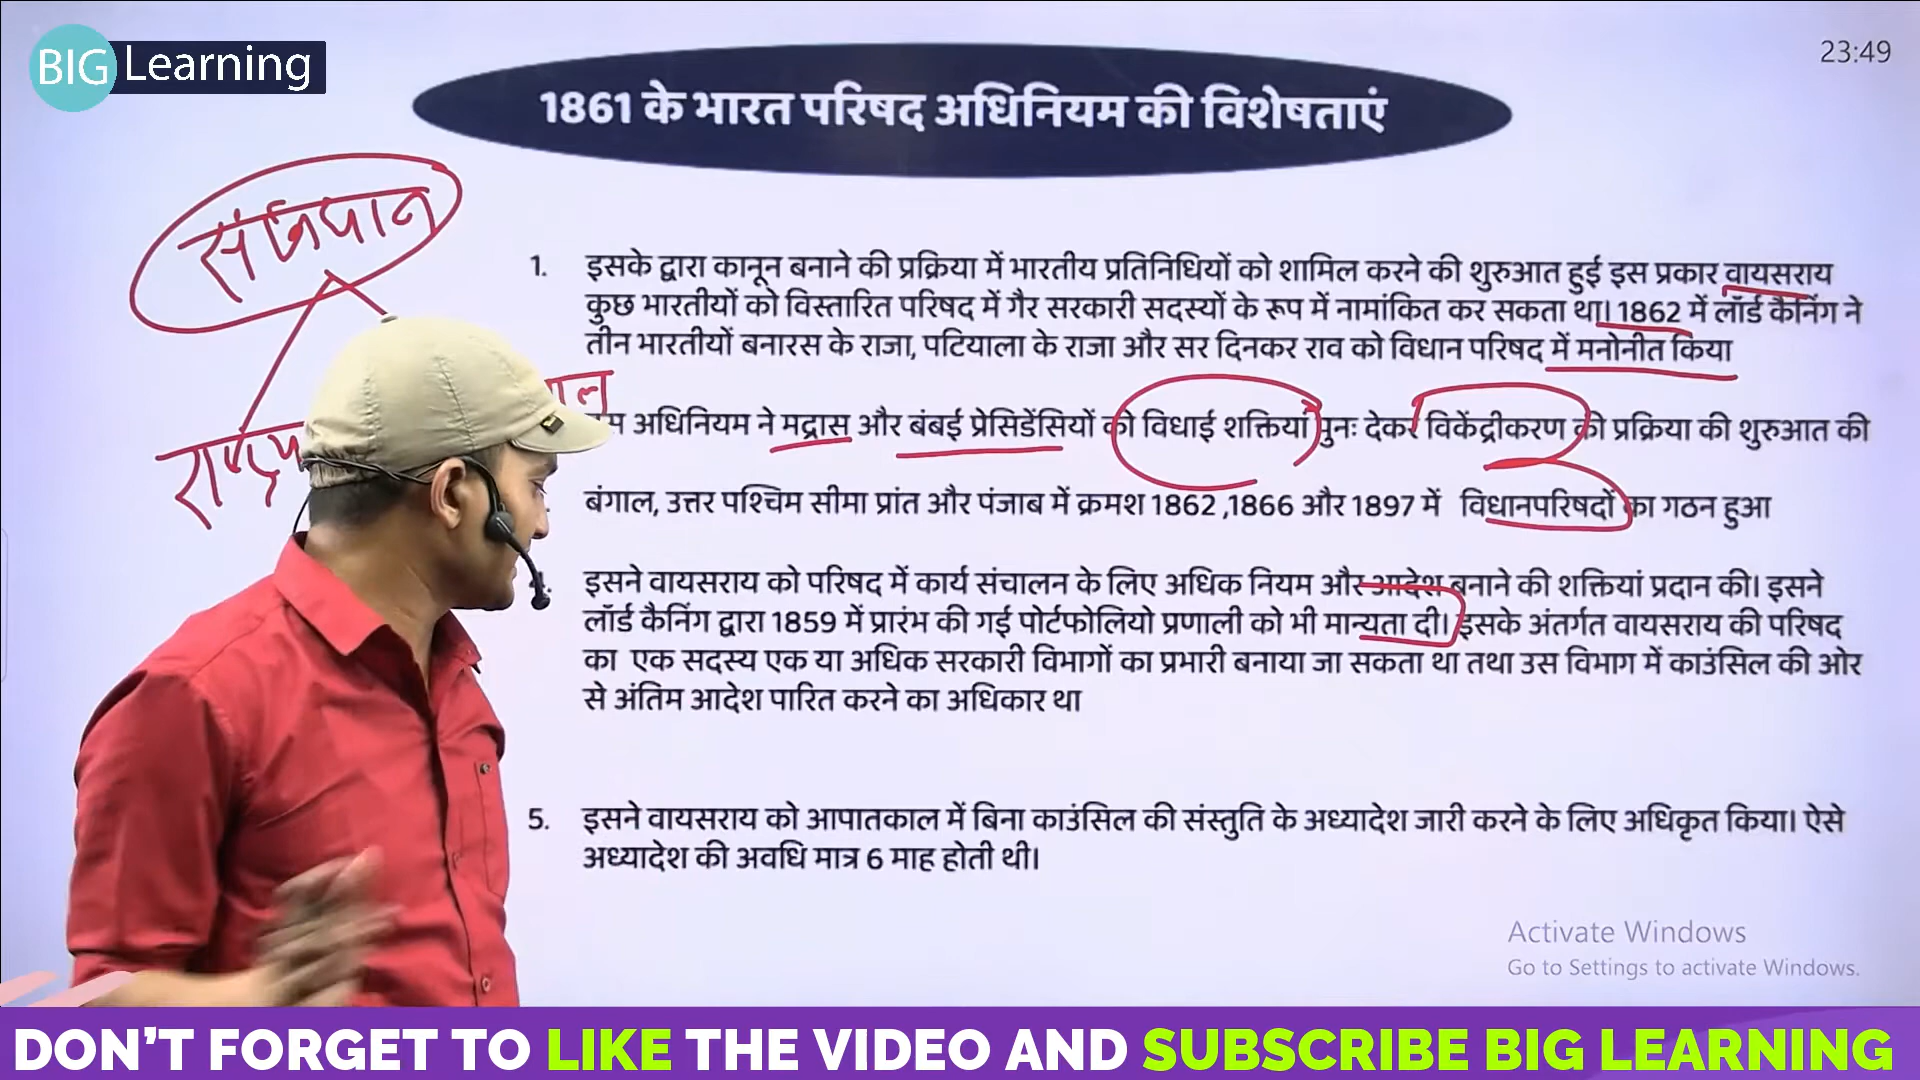 BIG Learning
23:49
1861 के भारत परिषद अधिनियम की विशेषताएं
संविधान
1. इसके द्वारा कानून बनाने की प्रक्रिया में भारतीय प्रतिनिधियों को शामिल करने की शुरुआत हुई इस प्रकार वायसराय
कुछ भारतीयों को विस्तारित परिषद में गैर सरकारी सदस्यों के रूप में नामांकित कर सकता था। 1862 में लॉर्ड कैनिंग ने
तीन भारतीयों बनारस के राजा, पटियाला के राजा और सर दिनकर राव को विधान परिषद में मनोनीत किया
अधिनियम ने मद्रास और बंबई प्रेसिडेंसियों को विधाई शक्तियां पुनः देकर विकेंद्रीकरण की प्रक्रिया की शुरुआत की
बंगाल, उत्तर पश्चिम सीमा प्रांत और पंजाब में क्रमश 1862 ,1866 और 1897 में विधानपरिषदों का गठन हुआ
इसने वायसराय को परिषद में कार्य संचालन के लिए अधिक नियम और आदेश बनाने की शक्तियां प्रदान की। इसने
लॉर्ड कैनिंग द्वारा 1859 में प्रारंभ की गई पोर्टफोलियो प्रणाली को भी मान्यता दी। इसके अंतर्गत वायसराय की परिषद
का एक सदस्य एक या अधिक सरकारी विभागों का प्रभारी बनाया जा सकता था तथा उस विभाग में काउंसिल की ओर
से अंतिम आदेश पारित करने का अधिकार था
5. इसने वायसराय को आपातकाल में बिना काउंसिल की संस्तुति के अध्यादेश जारी करने के लिए अधिकृत किया। ऐसे
अध्यादेश की अवधि मात्र 6 माह होती थी।
Activate Windows
Go to Settings to activate Windows.
DON'T FORGET TO LIKE THE VIDEO AND SUBSCRIBE BIG LEARNING